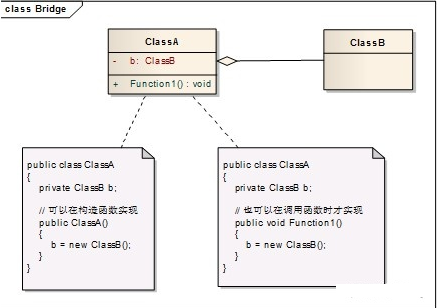 class Bridge
ClassA
- b: ClassB
+ Function1() : void
ClassB
public class ClassA
{
private ClassB b;
// 可以在构造函数实现
public ClassA()
{
b = new ClassB();
}
}
public class ClassA
{
private ClassB b;
// 也可以在调用函数时才实现
public void Function1()
{
b = new ClassB();
}
}